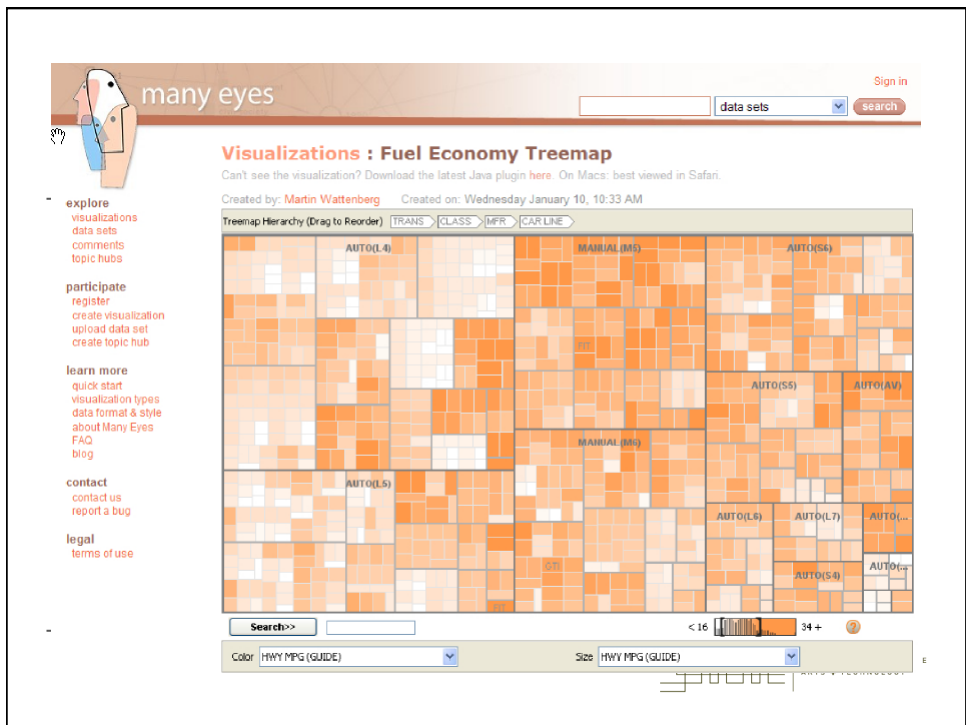 many eyes
Sign in
data sets
search
Visualizations : Fuel Economy Treemap
Can't see the visualization? Download the latest Java plugin here. On Macs: best viewed in Safari.
Created by: Martin Wattenberg Created on: Wednesday January 10, 10:33 AM
explore
visualizations
data sets
comments
topic hubs
participate
register
create visualization
upload data set
create topic hub
learn more
quick start
visualization types
data format & style
about Many Eyes
FAQ
blog
contact
contact us
report a bug
legal
terms of use
Treemap Hierarchy (Drag to Reorder) TRANS CLASS MFR CAR LINE
AUTO(L4) MANUAL(M5) AUTO(S6)
FIT
AUTO(S5) AUTO(AV)
MANUAL(M6)
AUTO(L5)
AUTO(L6) AUTO(L7) AUTO(...
GTI
AUTO(S4) AUTO(...
FIT
Search>> < 16 34 + ?
Color HWY MPG (GUIDE) Size HWY MPG (GUIDE)
E